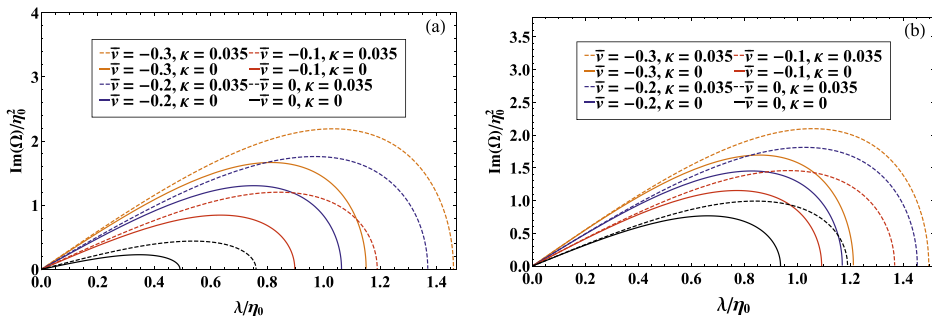 (a)
ν̅ = −0.3, κ = 0.035 ν̅ = −0.1, κ = 0.035
ν̅ = −0.3, κ = 0 ν̅ = −0.1, κ = 0
ν̅ = −0.2, κ = 0.035 ν̅ = 0, κ = 0.035
ν̅ = −0.2, κ = 0 ν̅ = 0, κ = 0
Im(Ω)/η₀²
4
3
2
1
0
0.0 0.2 0.4 0.6 0.8 1.0 1.2 1.4
λ/η₀
(b)
ν̅ = −0.3, κ = 0.035 ν̅ = −0.1, κ = 0.035
ν̅ = −0.3, κ = 0 ν̅ = −0.1, κ = 0
ν̅ = −0.2, κ = 0.035 ν̅ = 0, κ = 0.035
ν̅ = −0.2, κ = 0 ν̅ = 0, κ = 0
Im(Ω)/η₀²
3.5
3.0
2.5
2.0
1.5
1.0
0.5
0.0
0.0 0.2 0.4 0.6 0.8 1.0 1.2 1.4
λ/η₀